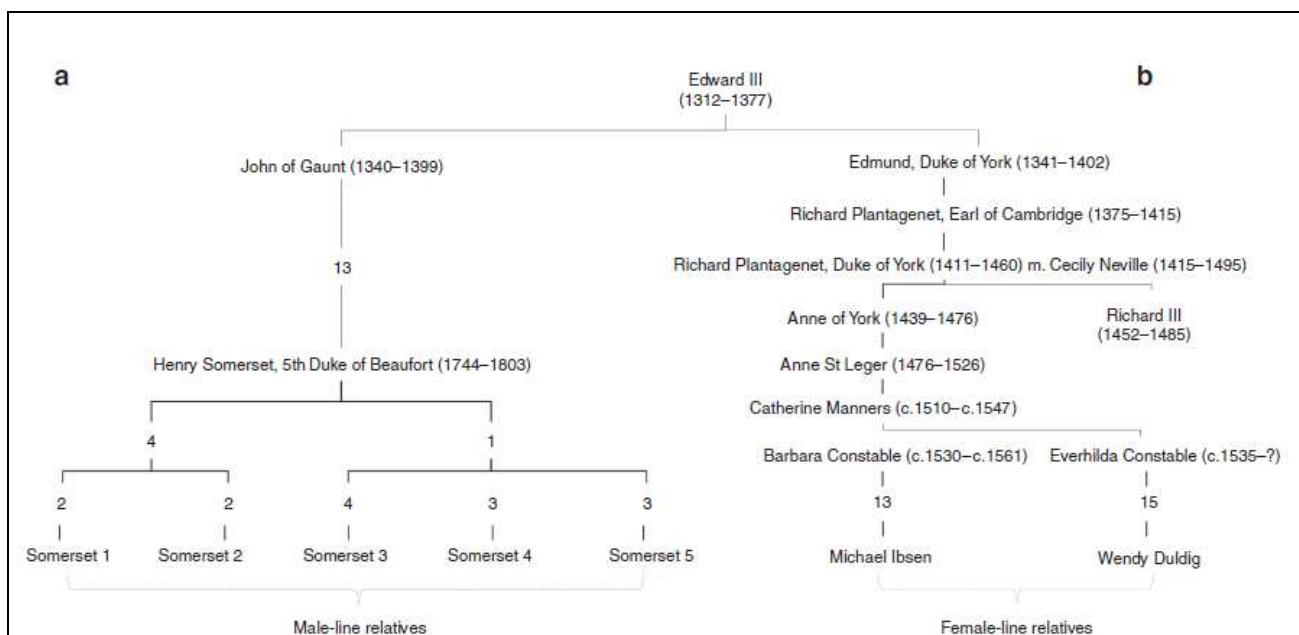 a
b
Edward III
(1312–1377)
John of Gaunt (1340–1399)
Edmund, Duke of York (1341–1402)
Richard Plantagenet, Earl of Cambridge (1375–1415)
13
Richard Plantagenet, Duke of York (1411–1460) m. Cecily Neville (1415–1495)
Anne of York (1439–1476)
Richard III
(1452–1485)
Henry Somerset, 5th Duke of Beaufort (1744–1803)
Anne St Leger (1476–1526)
Catherine Manners (c.1510–c.1547)
4
1
Barbara Constable (c.1530–c.1561)
Everhilda Constable (c.1535–?)
2
2
4
3
3
13
15
Somerset 1
Somerset 2
Somerset 3
Somerset 4
Somerset 5
Michael Ibsen
Wendy Duldig
Male-line relatives
Female-line relatives